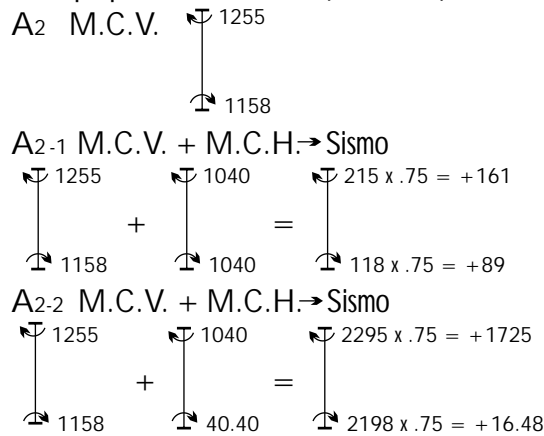 A2 M.C.V.
1255
1158
A2-1 M.C.V. + M.C.H.→ Sismo
1255 1040 215 x .75 = +161
+ =
1158 1040 118 x .75 = +89
A2-2 M.C.V. + M.C.H.→ Sismo
1255 1040 2295 x .75 = +1725
+ =
1158 40.40 2198 x .75 = +16.48